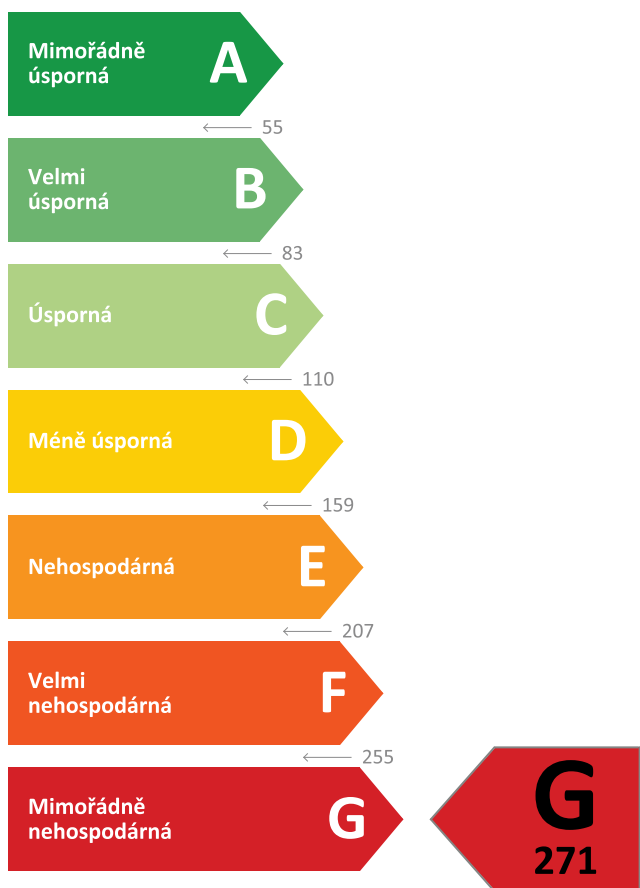 Mimořádně
úsporná
A
55
Velmi
úsporná
B
83
Úsporná
C
110
Méně úsporná
D
159
Nehospodárná
E
207
Velmi
nehospodárná
F
255
Mimořádně
nehospodárná
G
G
271